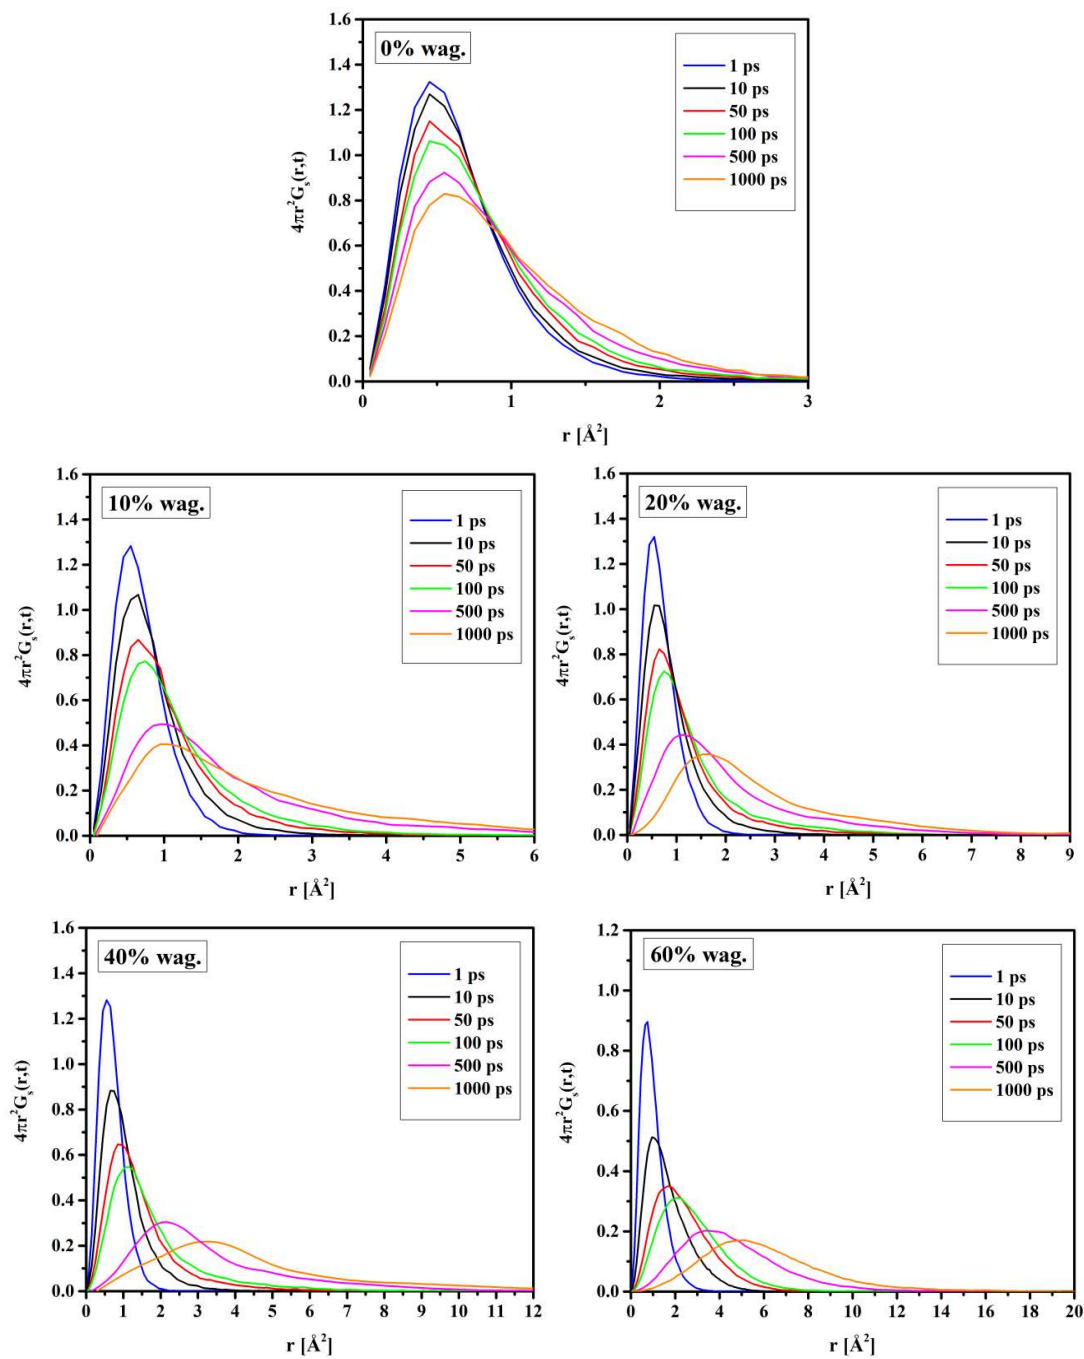 0% wag.
1 ps
10 ps
50 ps
100 ps
500 ps
1000 ps
4πr²Gₛ(r,t)
1.6
1.4
1.2
1.0
0.8
0.6
0.4
0.2
0.0
0 1 2 3
r [Å²]
10% wag.
1 ps
10 ps
50 ps
100 ps
500 ps
1000 ps
4πr²Gₛ(r,t)
1.6
1.4
1.2
1.0
0.8
0.6
0.4
0.2
0.0
0 1 2 3 4 5 6
r [Å²]
20% wag.
1 ps
10 ps
50 ps
100 ps
500 ps
1000 ps
4πr²Gₛ(r,t)
1.6
1.4
1.2
1.0
0.8
0.6
0.4
0.2
0.0
0 1 2 3 4 5 6 7 8 9
r [Å²]
40% wag.
1 ps
10 ps
50 ps
100 ps
500 ps
1000 ps
4πr²Gₛ(r,t)
1.6
1.4
1.2
1.0
0.8
0.6
0.4
0.2
0.0
0 1 2 3 4 5 6 7 8 9 10 11 12
r [Å²]
60% wag.
1 ps
10 ps
50 ps
100 ps
500 ps
1000 ps
4πr²Gₛ(r,t)
1.2
1.0
0.8
0.6
0.4
0.2
0.0
0 2 4 6 8 10 12 14 16 18 20
r [Å²]